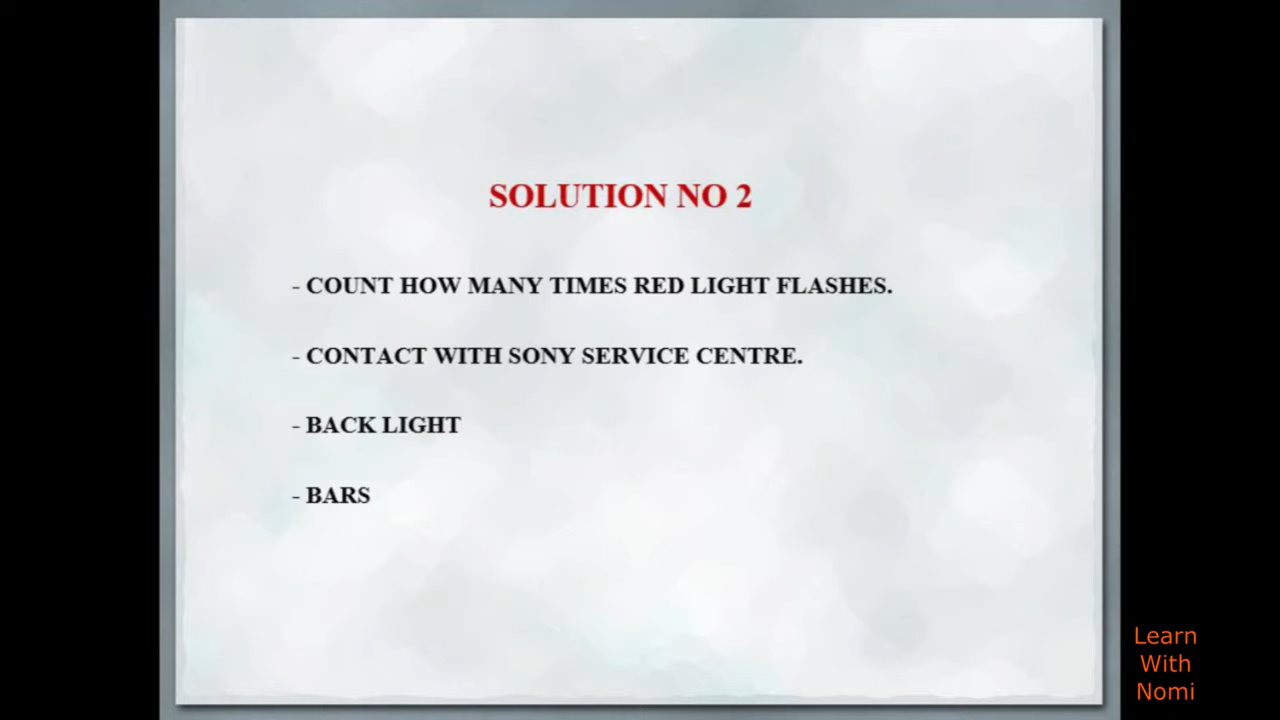 SOLUTION NO 2
- COUNT HOW MANY TIMES RED LIGHT FLASHES.
- CONTACT WITH SONY SERVICE CENTRE.
- BACK LIGHT
- BARS
Learn
With
Nomi